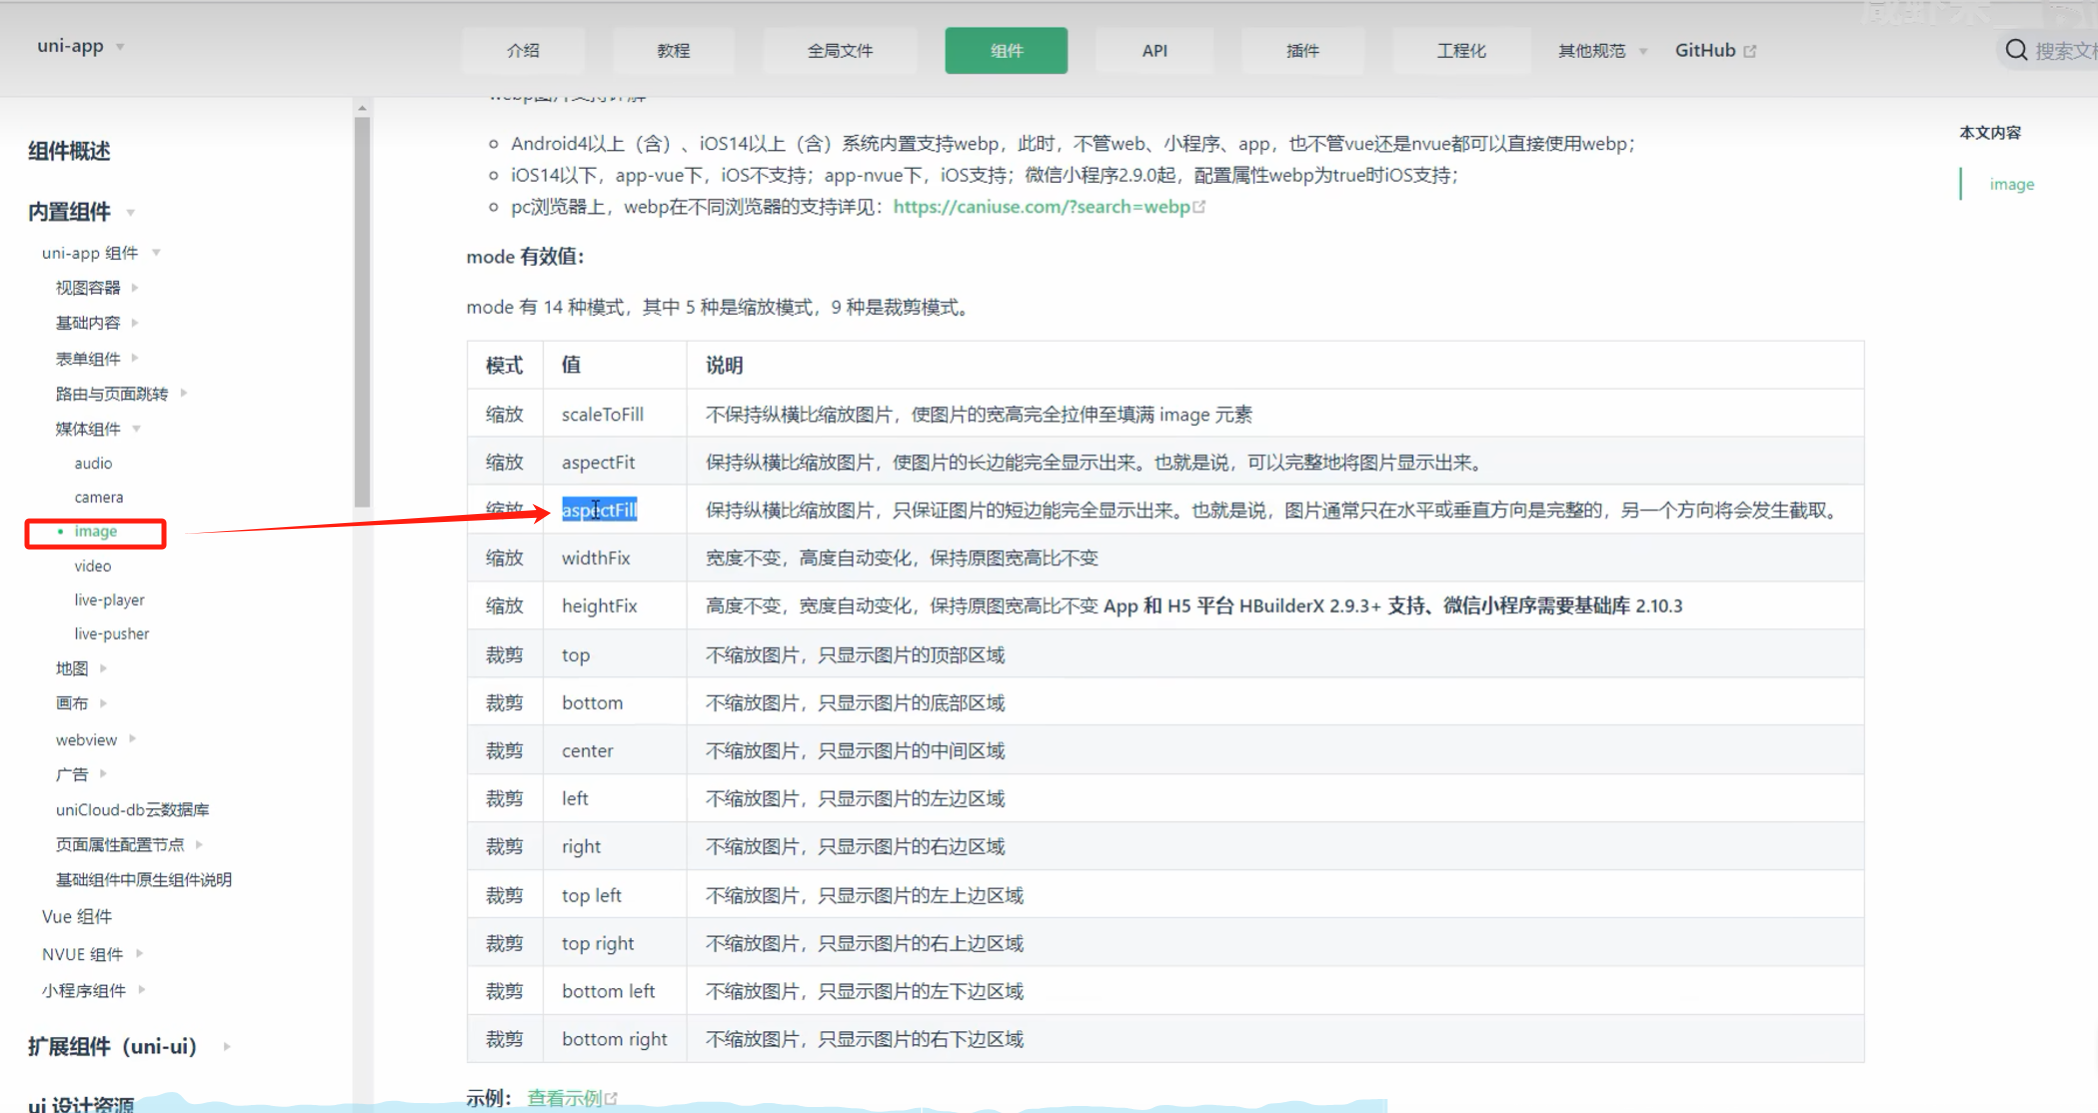 uni-app
介绍
教程
全局文件
组件
API
插件
工程化
其他规范
GitHub
搜索文档
组件概述
内置组件
uni-app 组件
视图容器
基础内容
表单组件
路由与页面跳转
媒体组件
audio
camera
image
video
live-player
live-pusher
地图
画布
webview
广告
uniCloud-db云数据库
页面属性配置节点
基础组件中原生组件说明
Vue 组件
NVUE 组件
小程序组件
扩展组件（uni-ui）
ui 设计资源
webp图片支持详解
Android4以上（含）、iOS14以上（含）系统内置支持webp，此时，不管web、小程序、app，也不管vue还是nvue都可以直接使用webp；
iOS14以下，app-vue下，iOS不支持；app-nvue下，iOS支持；微信小程序2.9.0起，配置属性webp为true时iOS支持；
pc浏览器上，webp在不同浏览器的支持详见：https://caniuse.com/?search=webp
mode 有效值：
mode 有 14 种模式，其中 5 种是缩放模式，9 种是裁剪模式。
模式 值 说明
缩放 scaleToFill 不保持纵横比缩放图片，使图片的宽高完全拉伸至填满 image 元素
缩放 aspectFit 保持纵横比缩放图片，使图片的长边能完全显示出来。也就是说，可以完整地将图片显示出来。
缩放 aspectFill 保持纵横比缩放图片，只保证图片的短边能完全显示出来。也就是说，图片通常只在水平或垂直方向是完整的，另一个方向将会发生截取。
缩放 widthFix 宽度不变，高度自动变化，保持原图宽高比不变
缩放 heightFix 高度不变，宽度自动变化，保持原图宽高比不变 App 和 H5 平台 HBuilderX 2.9.3+ 支持、微信小程序需要基础库 2.10.3
裁剪 top 不缩放图片，只显示图片的顶部区域
裁剪 bottom 不缩放图片，只显示图片的底部区域
裁剪 center 不缩放图片，只显示图片的中间区域
裁剪 left 不缩放图片，只显示图片的左边区域
裁剪 right 不缩放图片，只显示图片的右边区域
裁剪 top left 不缩放图片，只显示图片的左上边区域
裁剪 top right 不缩放图片，只显示图片的右上边区域
裁剪 bottom left 不缩放图片，只显示图片的左下边区域
裁剪 bottom right 不缩放图片，只显示图片的右下边区域
示例： 查看示例
本文内容
image